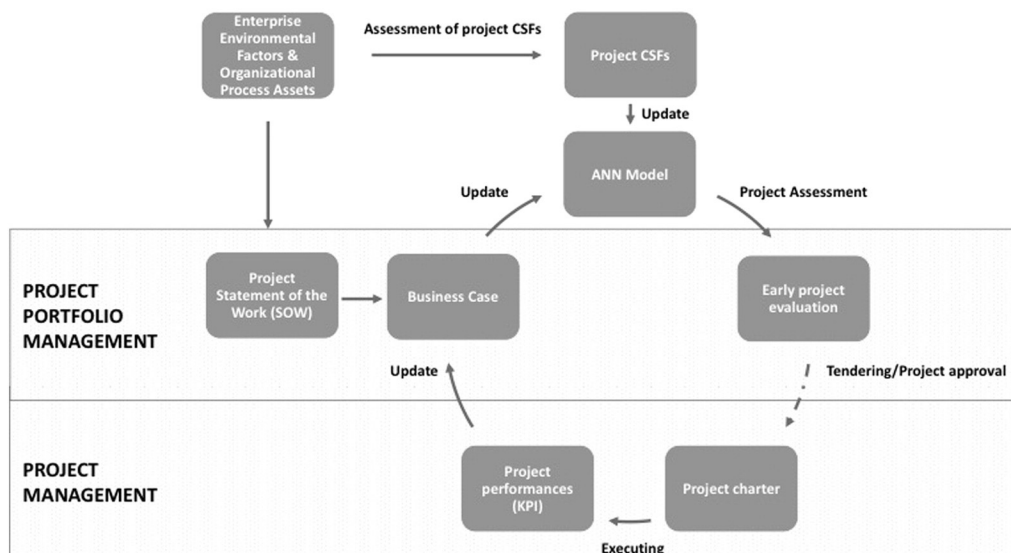 Enterprise
Environmental
Factors &
Organizational
Process Assets
Assessment of project CSFs
Project CSFs
Update
ANN Model
Update
Project Assessment
PROJECT
PORTFOLIO
MANAGEMENT
Project
Statement of the
Work (SOW)
Business Case
Early project
evaluation
Update
Tendering/Project approval
PROJECT
MANAGEMENT
Project
performances
(KPI)
Project charter
Executing